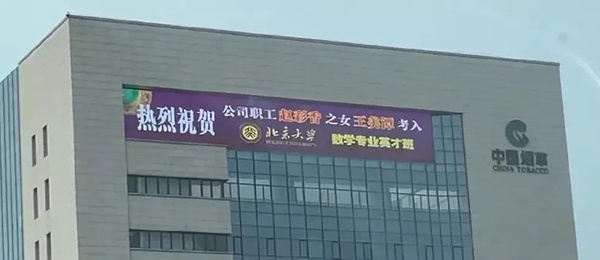 热烈祝贺
公司职工赵彩香之女王美潭考入
北京大学
PEKING UNIVERSITY
数学专业英才班
中国烟草
CHINA TOBACCO